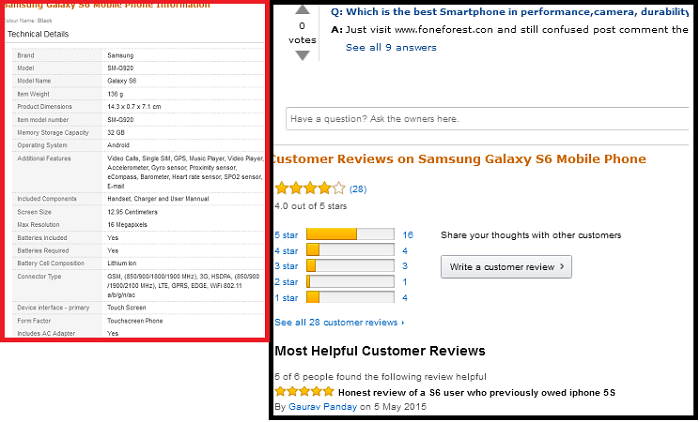 Samsung Galaxy S6 Mobile Phone Information
Colour Name: Black
Technical Details
Brand Samsung
Model SM-G920
Model Name Galaxy S6
Item Weight 136 g
Product Dimensions 14.3 x 0.7 x 7.1 cm
Item model number SM-G920
Memory Storage Capacity 32 GB
Operating System Android
Additional Features Video Calls, Single SIM, GPS, Music Player, Video Player,
Accelerometer, Gyro sensor, Proximity sensor,
eCompass, Barometer, Heart rate sensor, SPO2 sensor,
E-mail
Included Components Handset, Charger and User Mannual
Screen Size 12.95 Centimeters
Max Resolution 16 Megapixels
Batteries Included Yes
Batteries Required Yes
Battery Cell Composition Lithium Ion
Connector Type GSM, (850/900/1800/1900 MHz), 3G, HSDPA, (850/900
/1900/2100 MHz), LTE, GPRS, EDGE, WiFi 802.11
a/b/g/n/ac
Device interface - primary Touch Screen
Form Factor Touchscreen Phone
Includes AC Adapter Yes
0
votes
Q: Which is the best Smartphone in performance,camera, durability
A: Just visit www.foneforest.con and still confused post comment the
See all 9 answers
Have a question? Ask the owners here.
Customer Reviews on Samsung Galaxy S6 Mobile Phone
(28)
4.0 out of 5 stars
5 star 16
4 star 4
3 star 3
2 star 1
1 star 4
Share your thoughts with other customers
Write a customer review ›
See all 28 customer reviews ›
Most Helpful Customer Reviews
5 of 6 people found the following review helpful
Honest review of a S6 user who previously owed iphone 5S
By Gaurav Panday on 5 May 2015